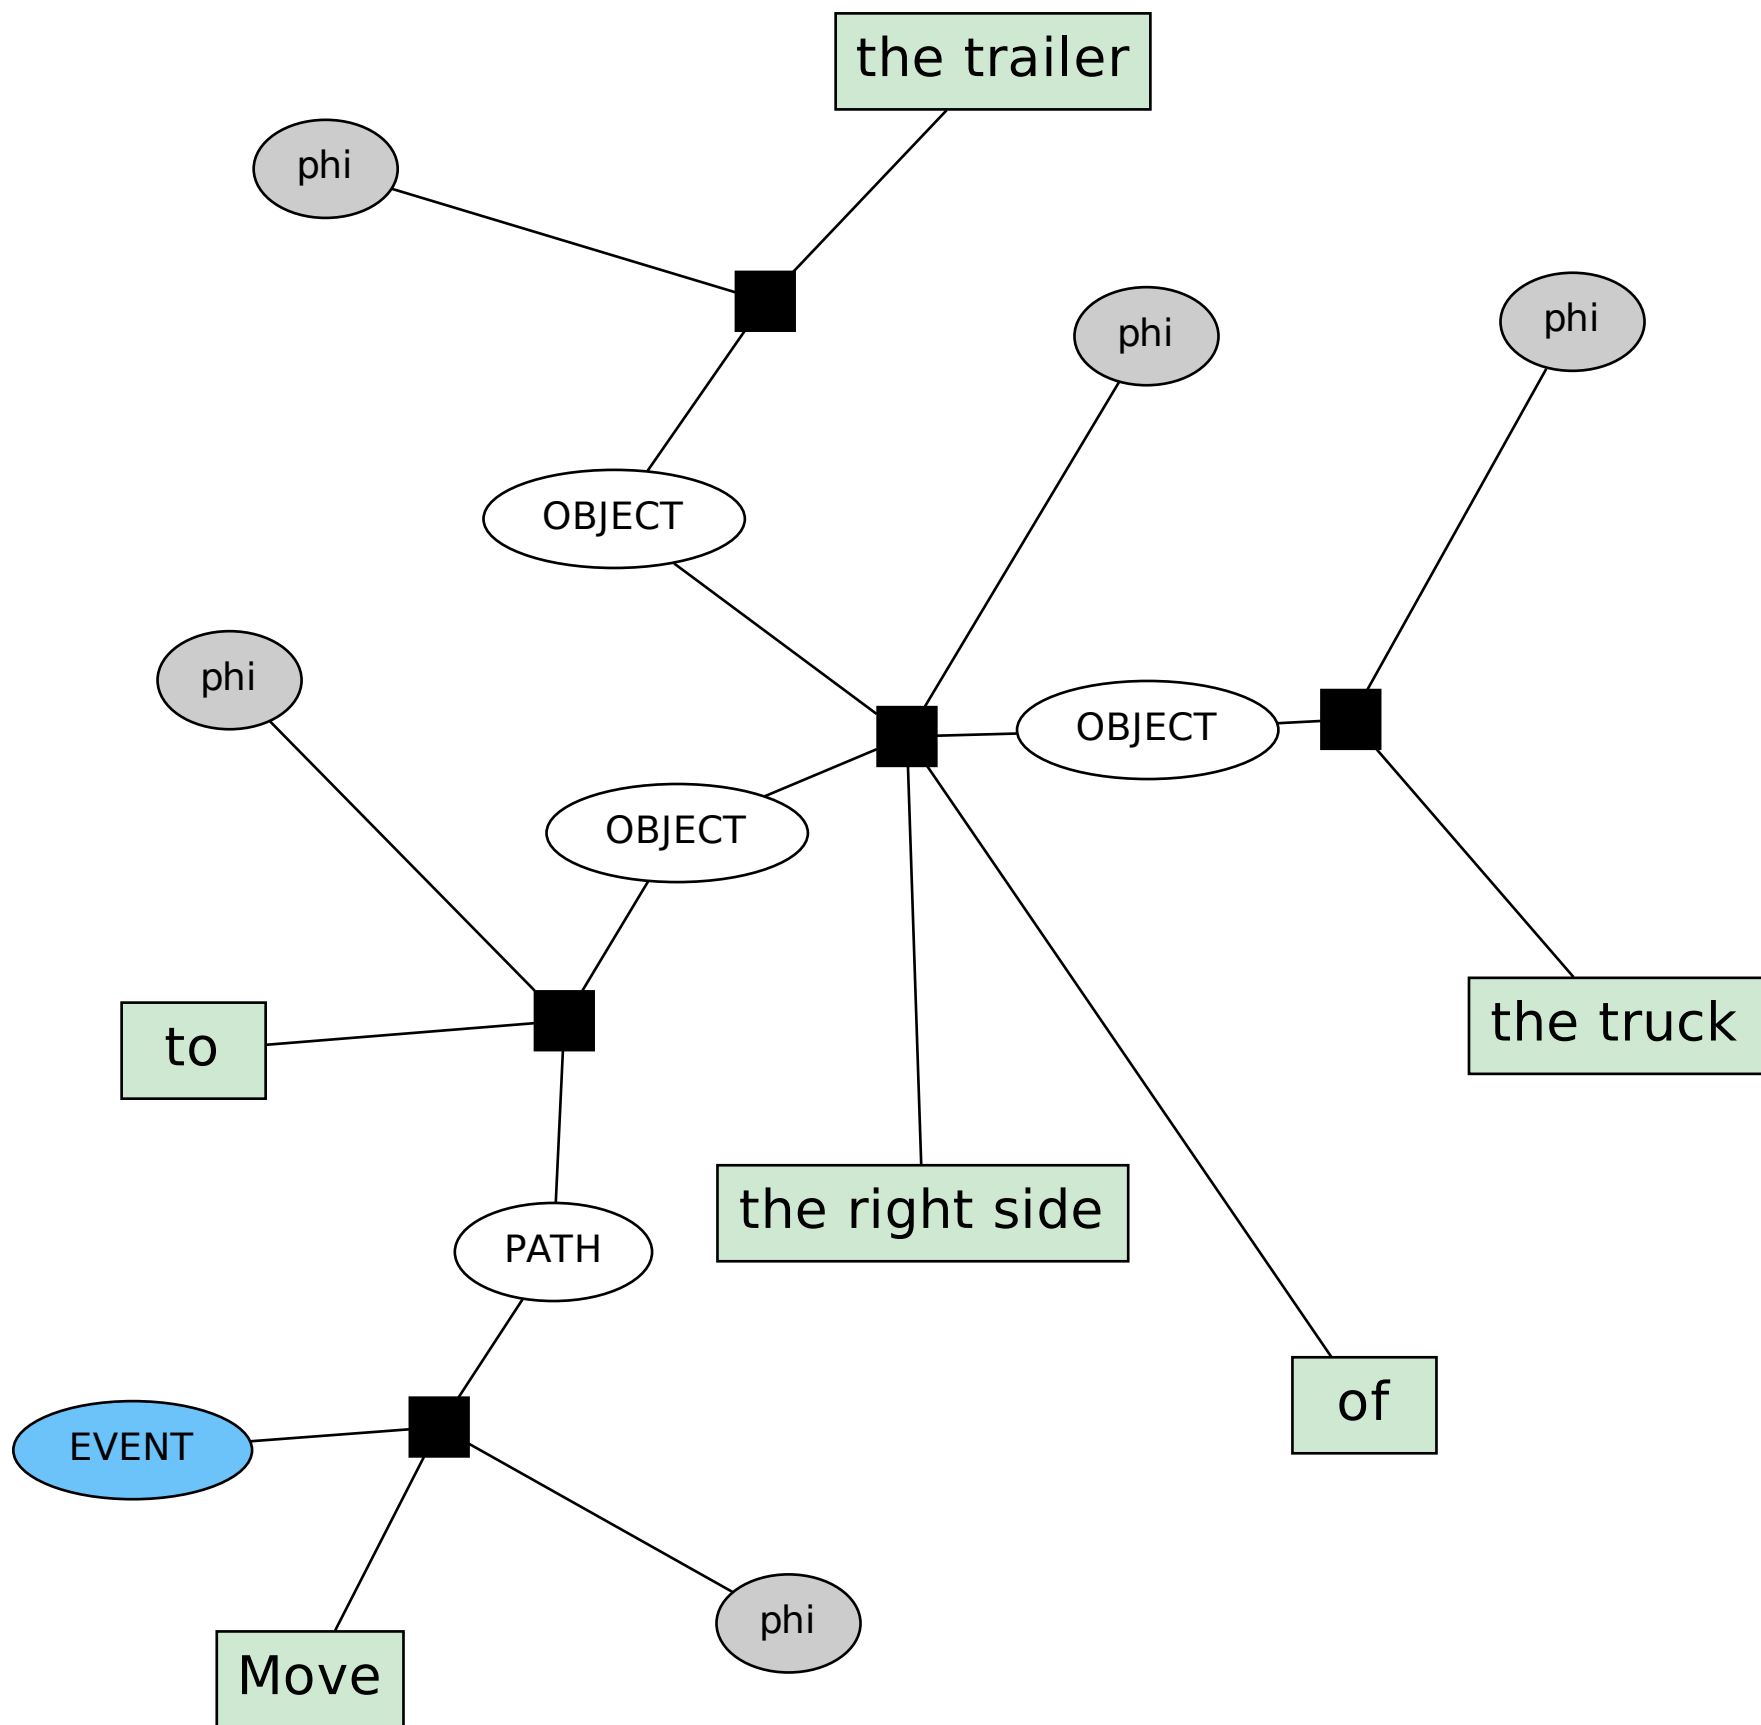 the trailer
phi
phi
phi
OBJECT
phi
OBJECT
OBJECT
to
the truck
the right side
PATH
of
EVENT
phi
Move